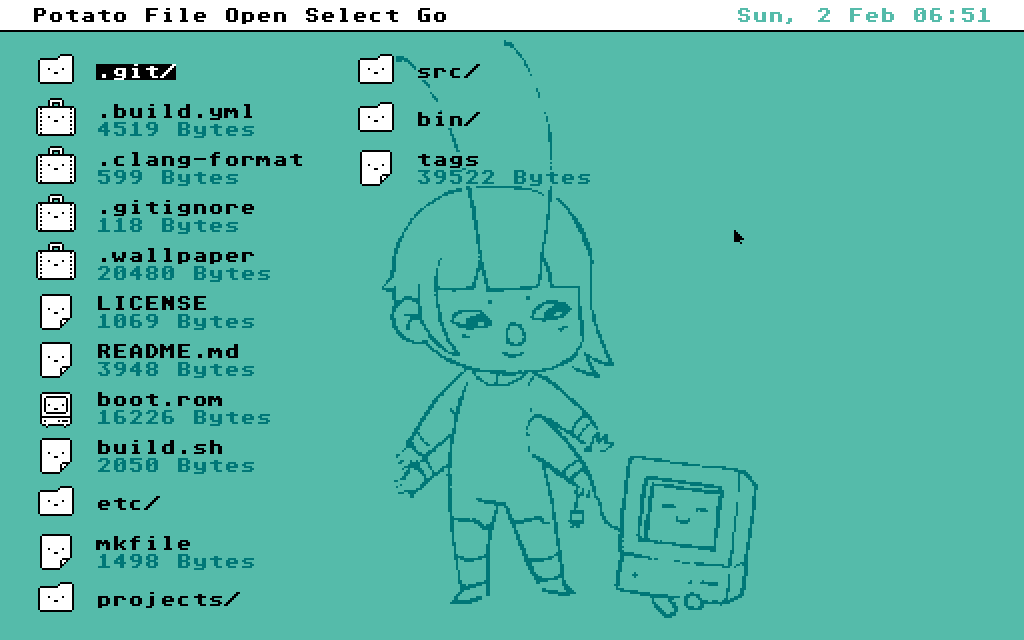 Potato File Open Select Go
Sun, 2 Feb 06:51
.git/
.build.yml
4519 Bytes
.clang-format
599 Bytes
.gitignore
118 Bytes
.wallpaper
20480 Bytes
LICENSE
1069 Bytes
README.md
3948 Bytes
boot.rom
16226 Bytes
build.sh
2050 Bytes
etc/
mkfile
1498 Bytes
projects/
src/
bin/
tags
39522 Bytes